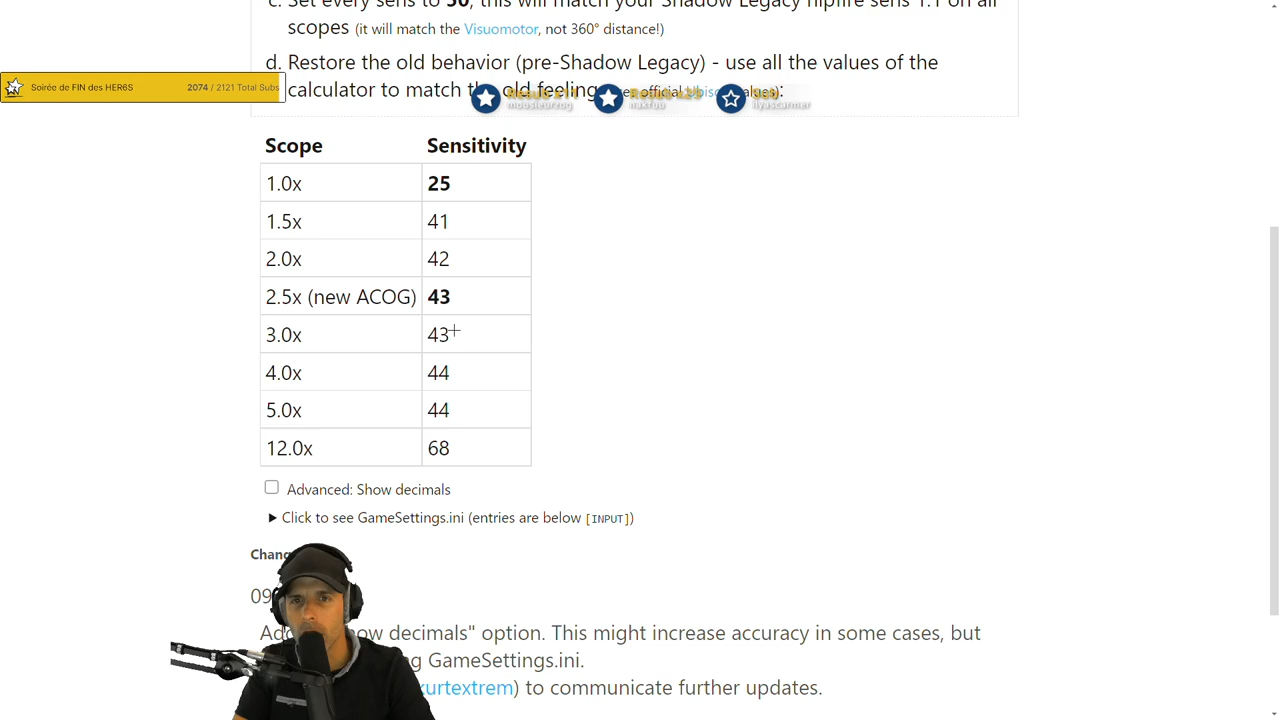 c. Set every sens to 50, this will match your Shadow Legacy hipfire sens 1:1 on all
scopes (it will match the Visuomotor, not 360° distance!)
d. Restore the old behavior (pre-Shadow Legacy) - use all the values of the
calculator to match the old feeling official
Soirée de FIN des HER6S 2074 / 2121 Total Subs
Scope Sensitivity
1.0x 25
1.5x 41
2.0x 42
2.5x (new ACOG) 43
3.0x 43
4.0x 44
5.0x 44
12.0x 68
Advanced: Show decimals
Click to see GameSettings.ini (entries are below [INPUT])
09
decimals" option. This might increase accuracy in some cases, but
GameSettings.ini.
kurtextrem) to communicate further updates.